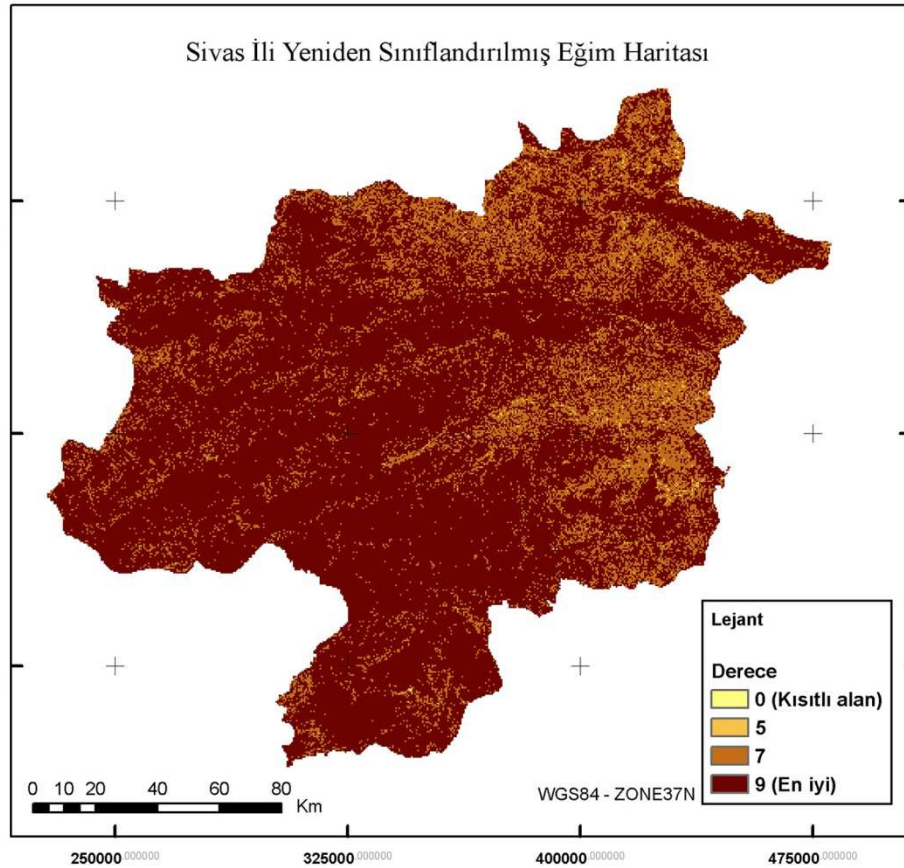 Sivas İli Yeniden Sınıflandırılmış Eğim Haritası
Lejant
Derece
0 (Kısıtlı alan)
5
7
9 (En iyi)
0 10 20 40 60 80
Km
WGS84 - ZONE37N
250000.000000 325000.000000 400000.000000 475000.000000